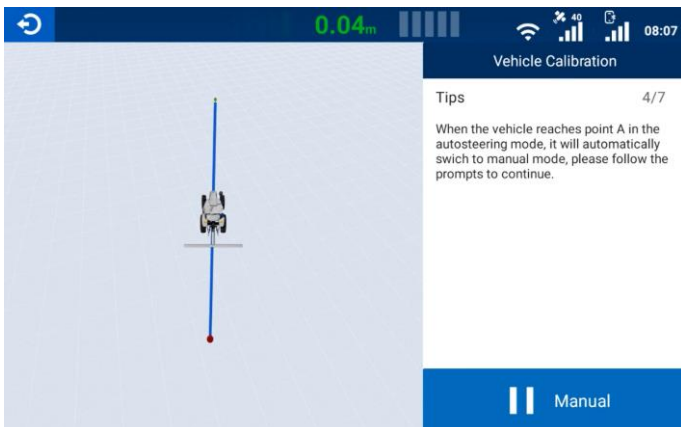 0.04m
40
08:07
Vehicle Calibration
Tips 4/7
When the vehicle reaches point A in the
autosteering mode, it will automatically
swich to manual mode, please follow the
prompts to continue.
Manual